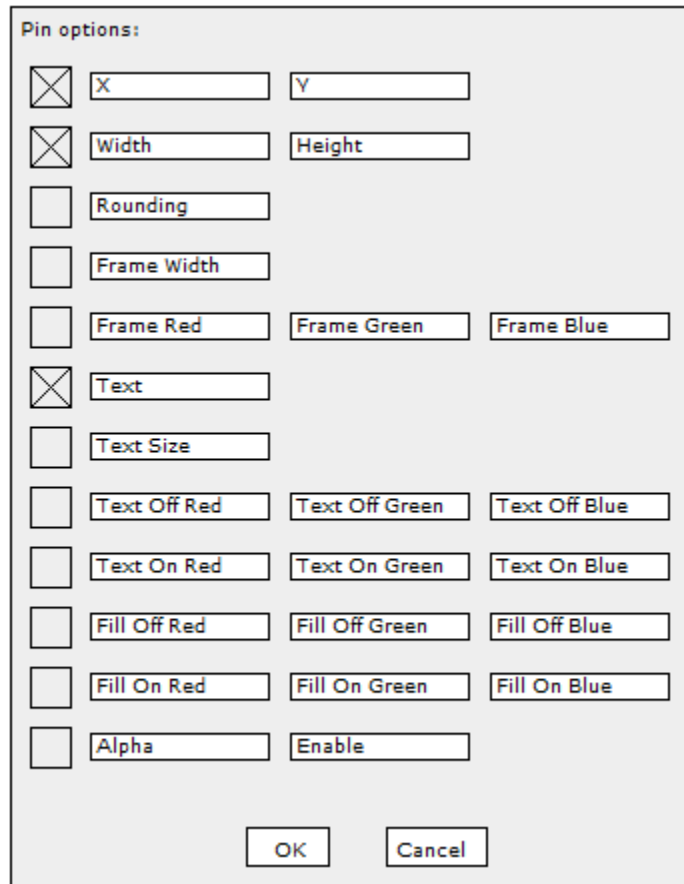 Pin options:
X Y
Width Height
Rounding
Frame Width
Frame Red Frame Green Frame Blue
Text
Text Size
Text Off Red Text Off Green Text Off Blue
Text On Red Text On Green Text On Blue
Fill Off Red Fill Off Green Fill Off Blue
Fill On Red Fill On Green Fill On Blue
Alpha Enable
OK Cancel